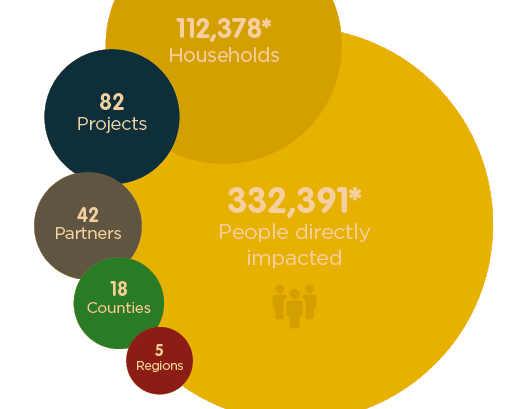 112,378*
Households
82
Projects
332,391*
People directly
impacted
42
Partners
18
Counties
5
Regions